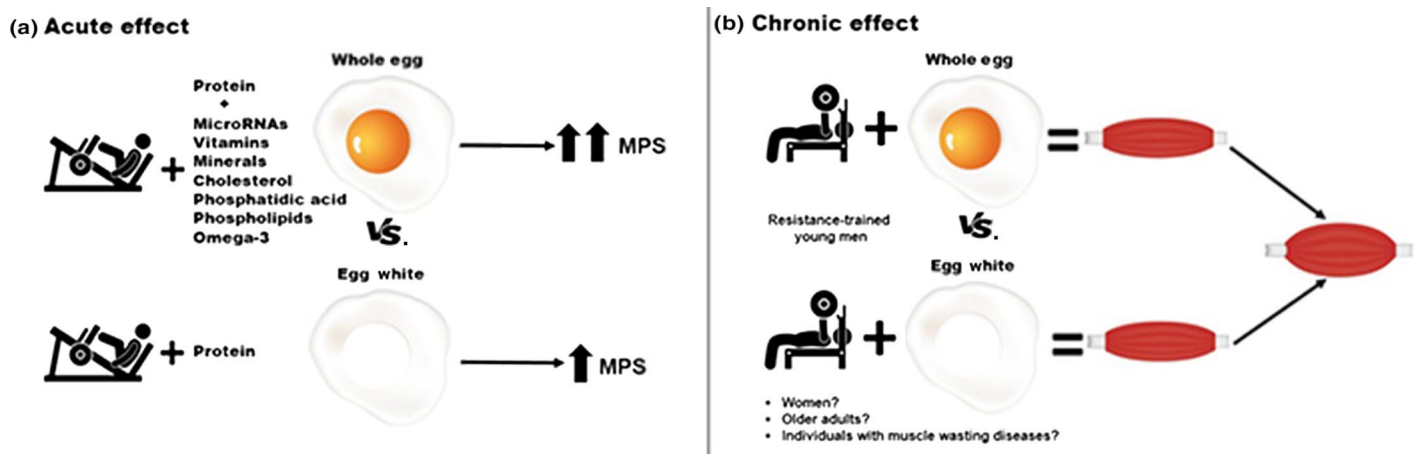 (a) Acute effect
Whole egg
Protein
+
MicroRNAs
Vitamins
Minerals
Cholesterol
Phosphatidic acid
Phospholipids
Omega-3
+
MPS
vs.
Egg white
+ Protein
MPS
(b) Chronic effect
Whole egg
+
=
Resistance-trained
young men
vs.
Egg white
+
=
• Women?
• Older adults?
• Individuals with muscle wasting diseases?